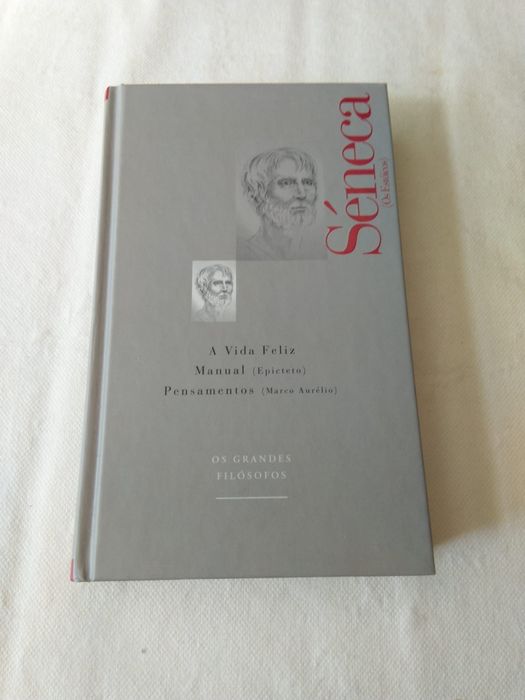 Séneca
(Os Estóicos)
A Vida Feliz
Manual (Epicteto)
Pensamentos (Marco Aurélio)
OS GRANDES
FILÓSOFOS